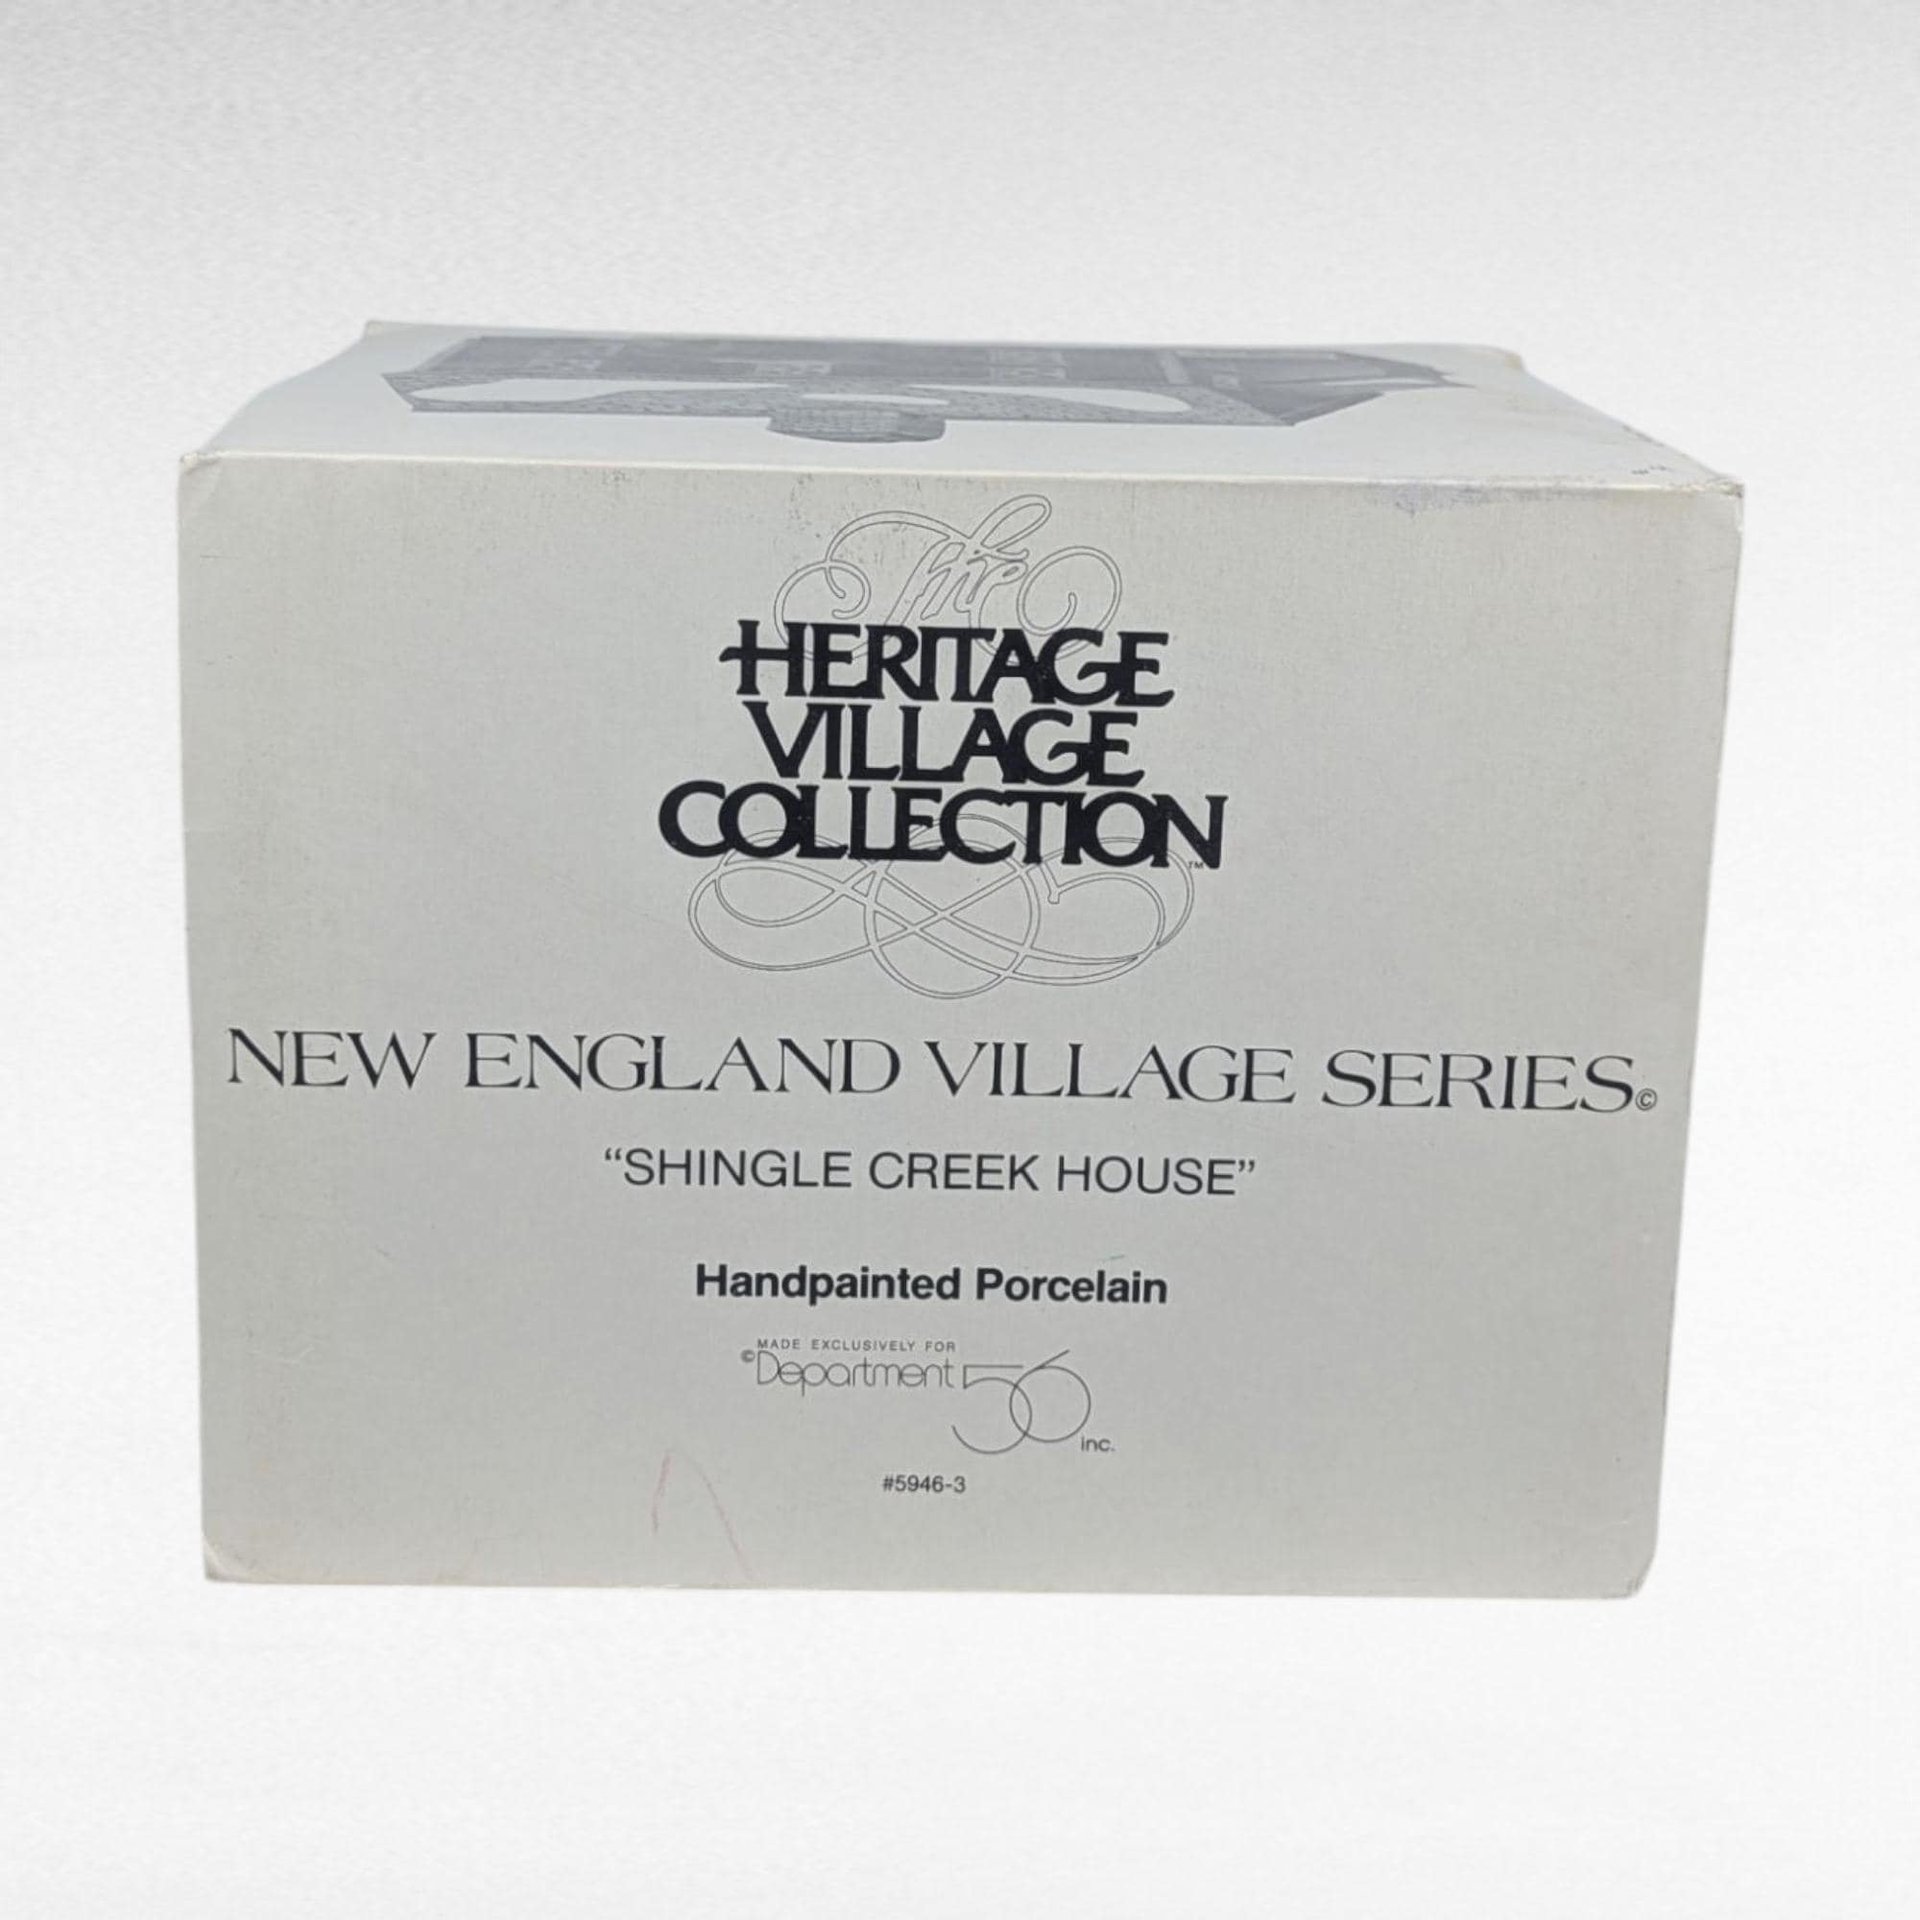 The
HERITAGE
VILLAGE
COLLECTION™
NEW ENGLAND VILLAGE SERIES©
“SHINGLE CREEK HOUSE”
Handpainted Porcelain
MADE EXCLUSIVELY FOR
©Department 56 inc.
#5946-3